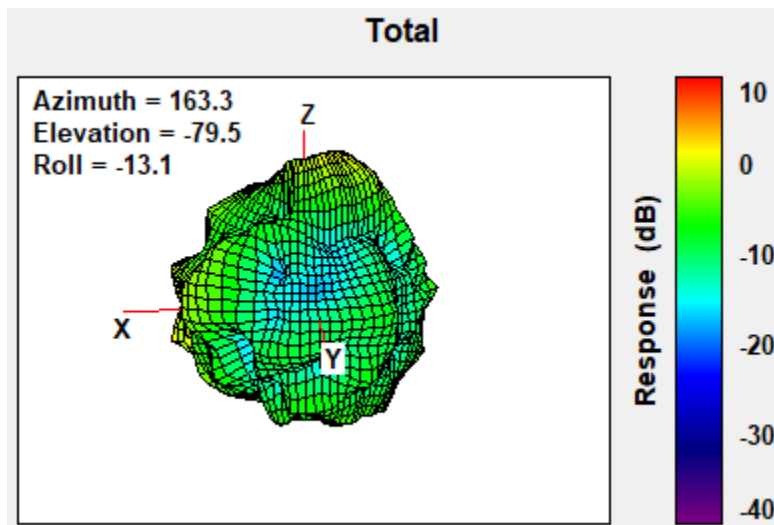 Total
Azimuth = 163.3
Elevation = -79.5
Roll = -13.1
Z
X
Y
Response (dB)
10
0
-10
-20
-30
-40